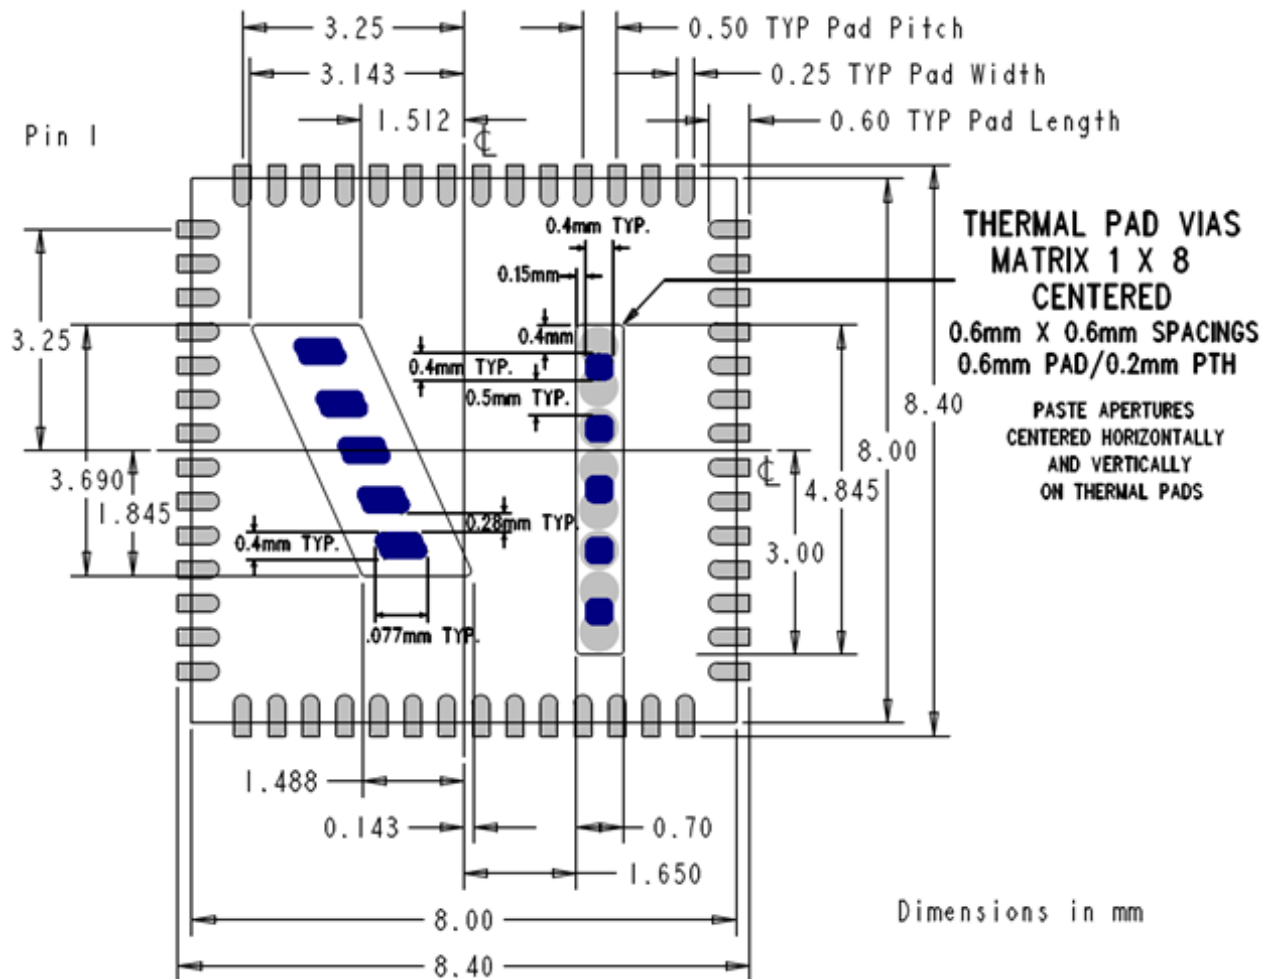 3.25
0.50 TYP Pad Pitch
3.143
0.25 TYP Pad Width
1.512
0.60 TYP Pad Length
Pin 1
℄
0.4mm TYP.
THERMAL PAD VIAS
MATRIX 1 X 8
CENTERED
0.6mm X 0.6mm SPACINGS
0.6mm PAD/0.2mm PTH
0.15mm
3.25
0.4mm
0.4mm TYP.
0.5mm TYP.
8.40
PASTE APERTURES
CENTERED HORIZONTALLY
AND VERTICALLY
ON THERMAL PADS
8.00
℄
3.690
4.845
1.845
0.28mm TYP.
0.4mm TYP.
3.00
.077mm TYP.
1.488
0.143
0.70
1.650
8.00
Dimensions in mm
8.40